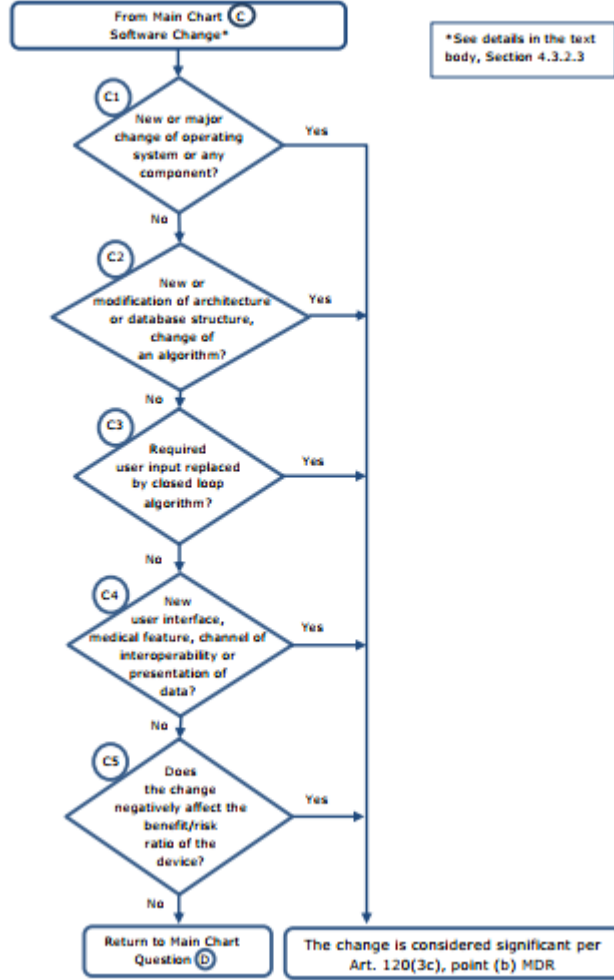 From Main Chart C
Software Change*
*See details in the text
body, Section 4.3.2.3
C1
New or major
change of operating
system or any
component?
Yes
No
C2
New or
modification of architecture
or database structure,
change of
an algorithm?
Yes
No
C3
Required
user input replaced
by closed loop
algorithm?
Yes
No
C4
New
user interface,
medical feature, channel of
interoperability or
presentation of
data?
Yes
No
C5
Does
the change
negatively affect the
benefit/risk
ratio of the
device?
Yes
No
Return to Main Chart
Question D
The change is considered significant per
Art. 120(3c), point (b) MDR